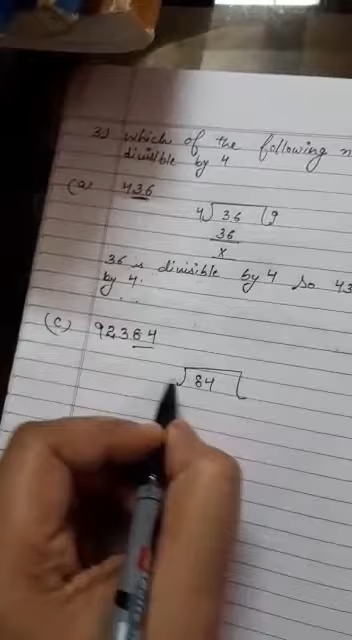 3) which of the following n
divisible by 4
(a) 436
4) 36 ( 9
36
x
36 is divisible by 4 so 43
by 4.
(c) 92384
84